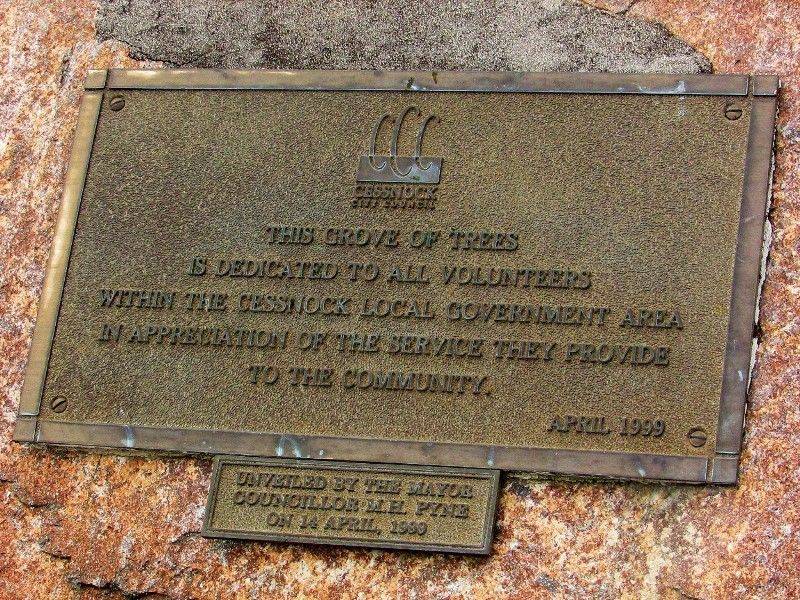 CESSNOCK
CITY COUNCIL
THIS GROVE OF TREES
IS DEDICATED TO ALL VOLUNTEERS
WITHIN THE CESSNOCK LOCAL GOVERNMENT AREA
IN APPRECIATION OF THE SERVICE THEY PROVIDE
TO THE COMMUNITY.
APRIL 1999
UNVEILED BY THE MAYOR
COUNCILLOR M.H. PYNE
ON 14 APRIL, 1999